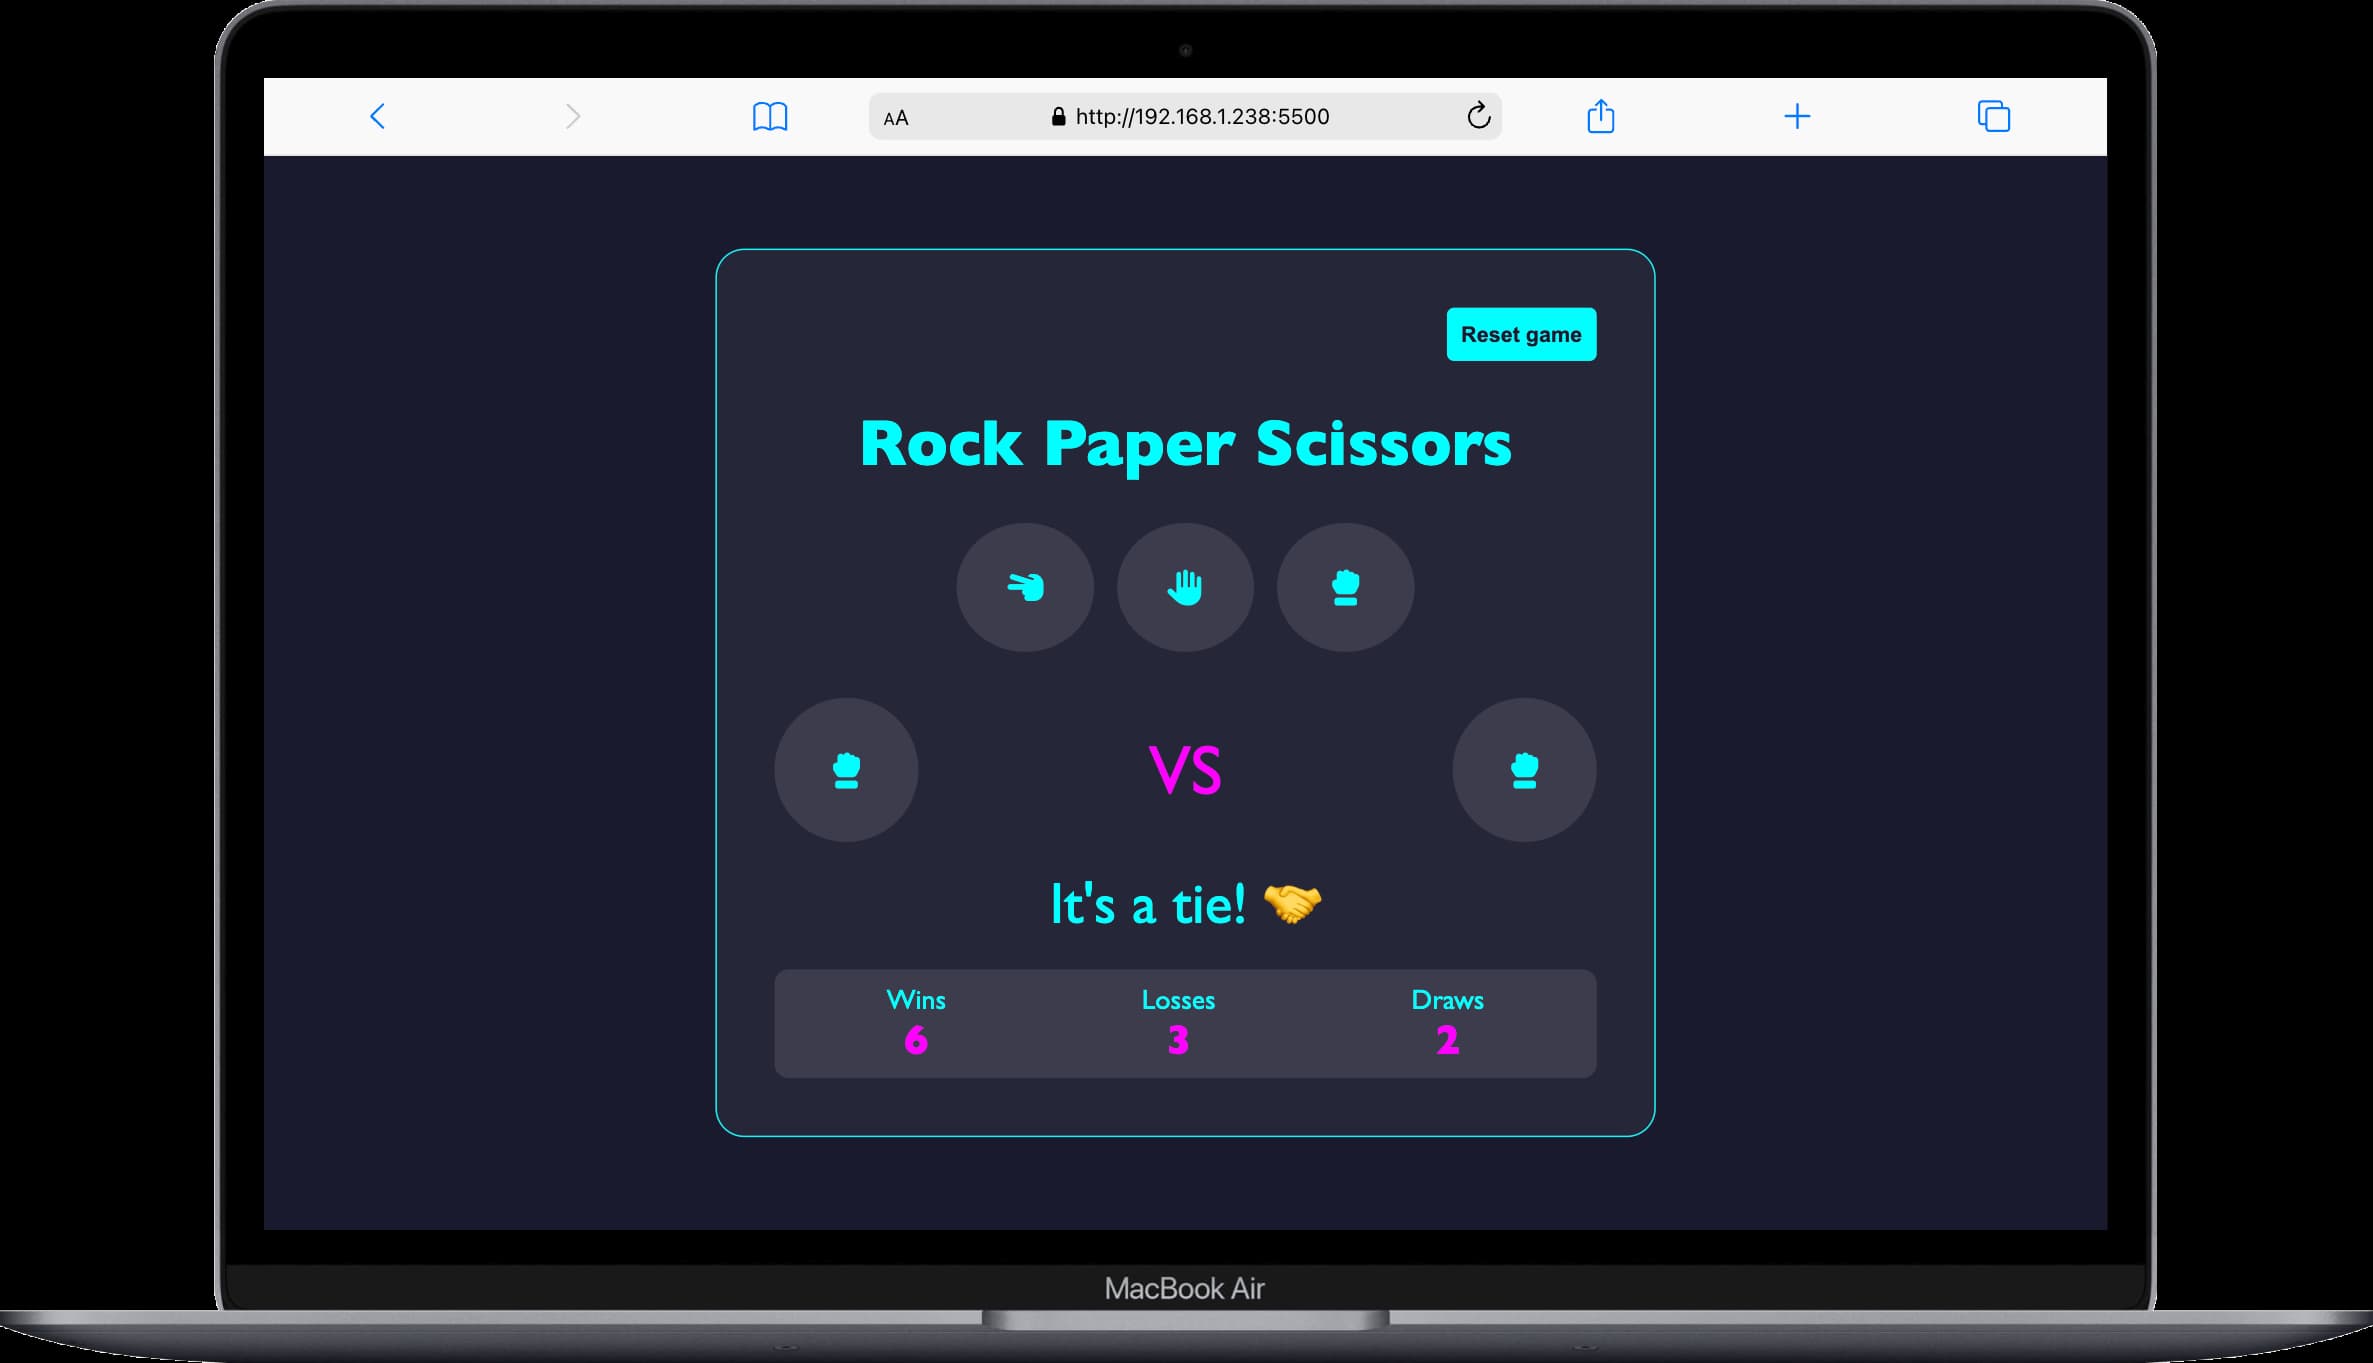 AA http://192.168.1.238:5500
Reset game
Rock Paper Scissors
VS
It's a tie! 🤝
Wins Losses Draws
6 3 2
MacBook Air